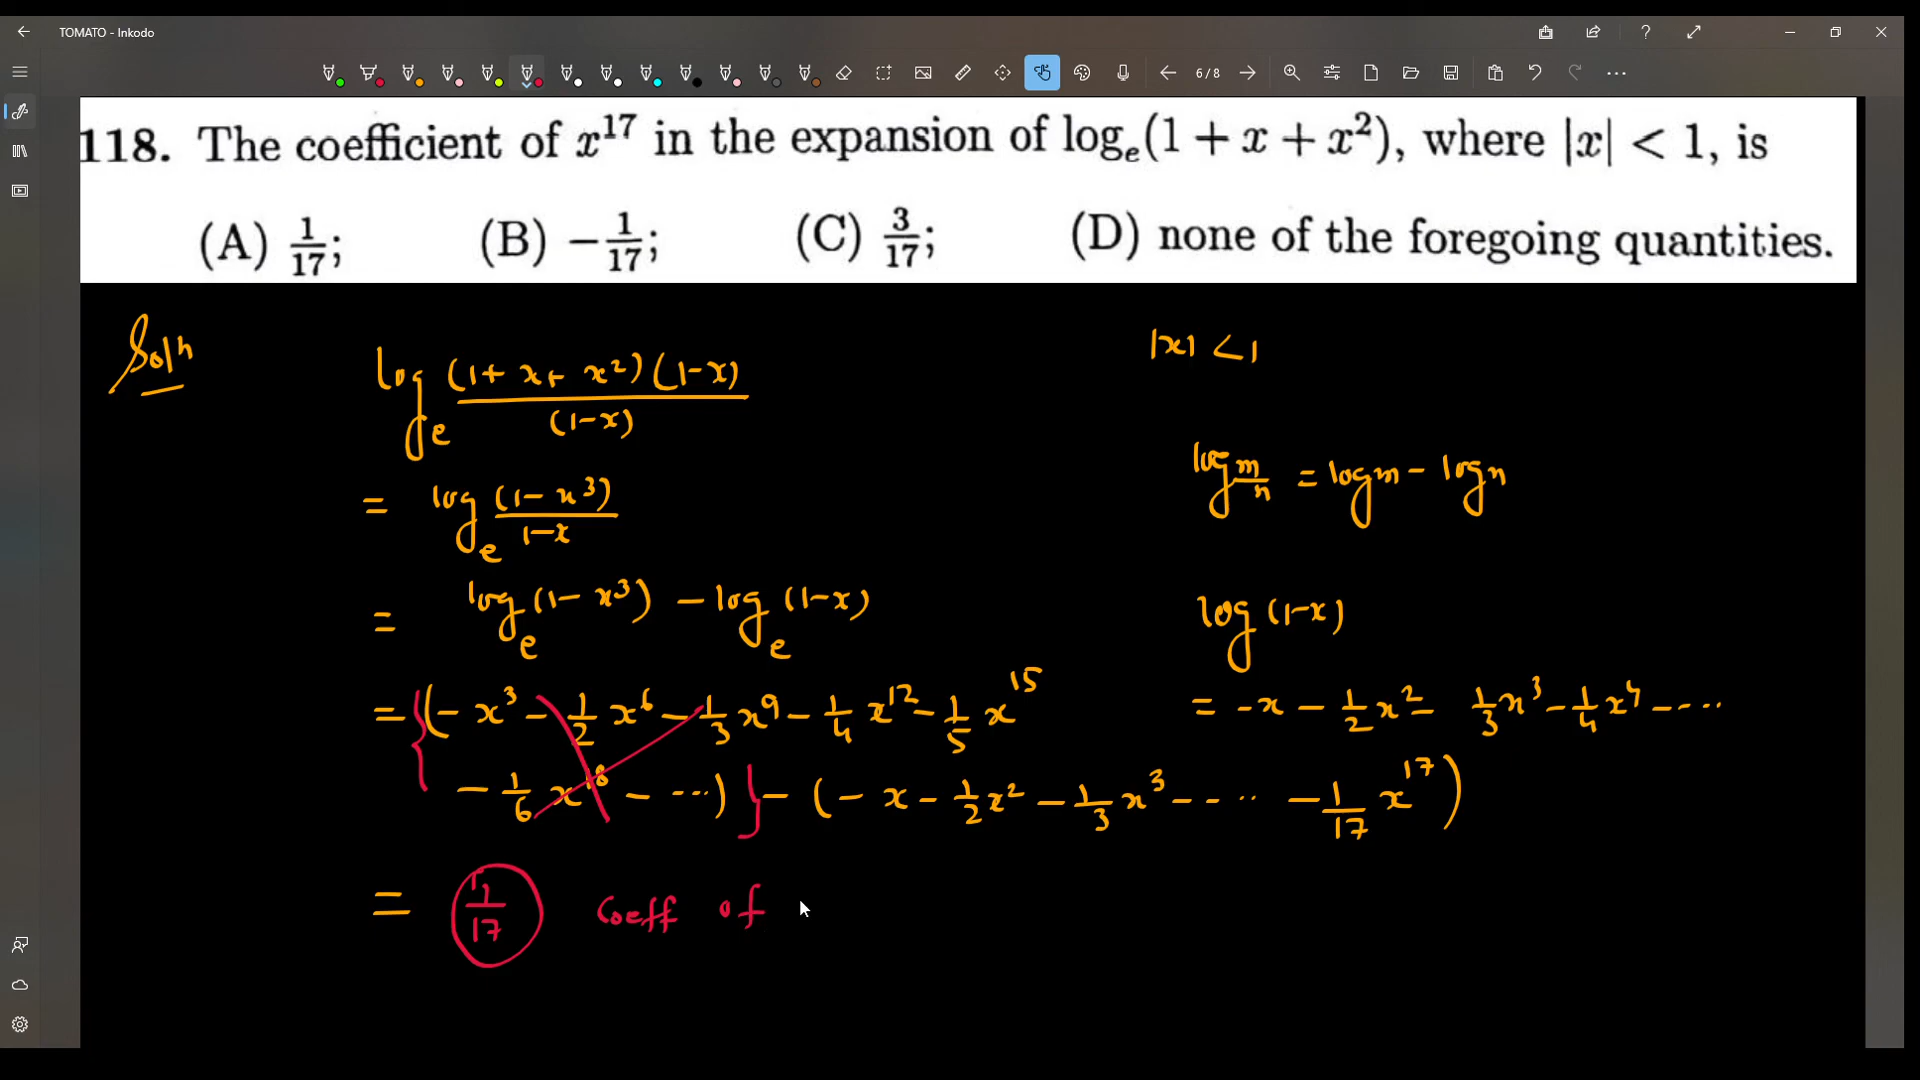 TOMATO - Inkodo
6/8
118. The coefficient of x^17 in the expansion of log_e(1 + x + x^2), where |x| < 1, is
(A) 1/17; (B) −1/17; (C) 3/17; (D) none of the foregoing quantities.
Soln
log_e (1+x+x^2)(1-x)/(1-x)
|x| < 1
= log_e (1-x^3)/1-x
log m/n = log m - log n
= log_e (1-x^3) - log_e (1-x)
log (1-x)
= (-x^3 - 1/2 x^6 - 1/3 x^9 - 1/4 x^12 - 1/5 x^15
= -x - 1/2 x^2 - 1/3 x^3 - 1/4 x^4 - ----
- 1/6 x^18 - ---) } - (-x - 1/2 x^2 - 1/3 x^3 - ---- - 1/17 x^17)
= 1/17 Coeff of